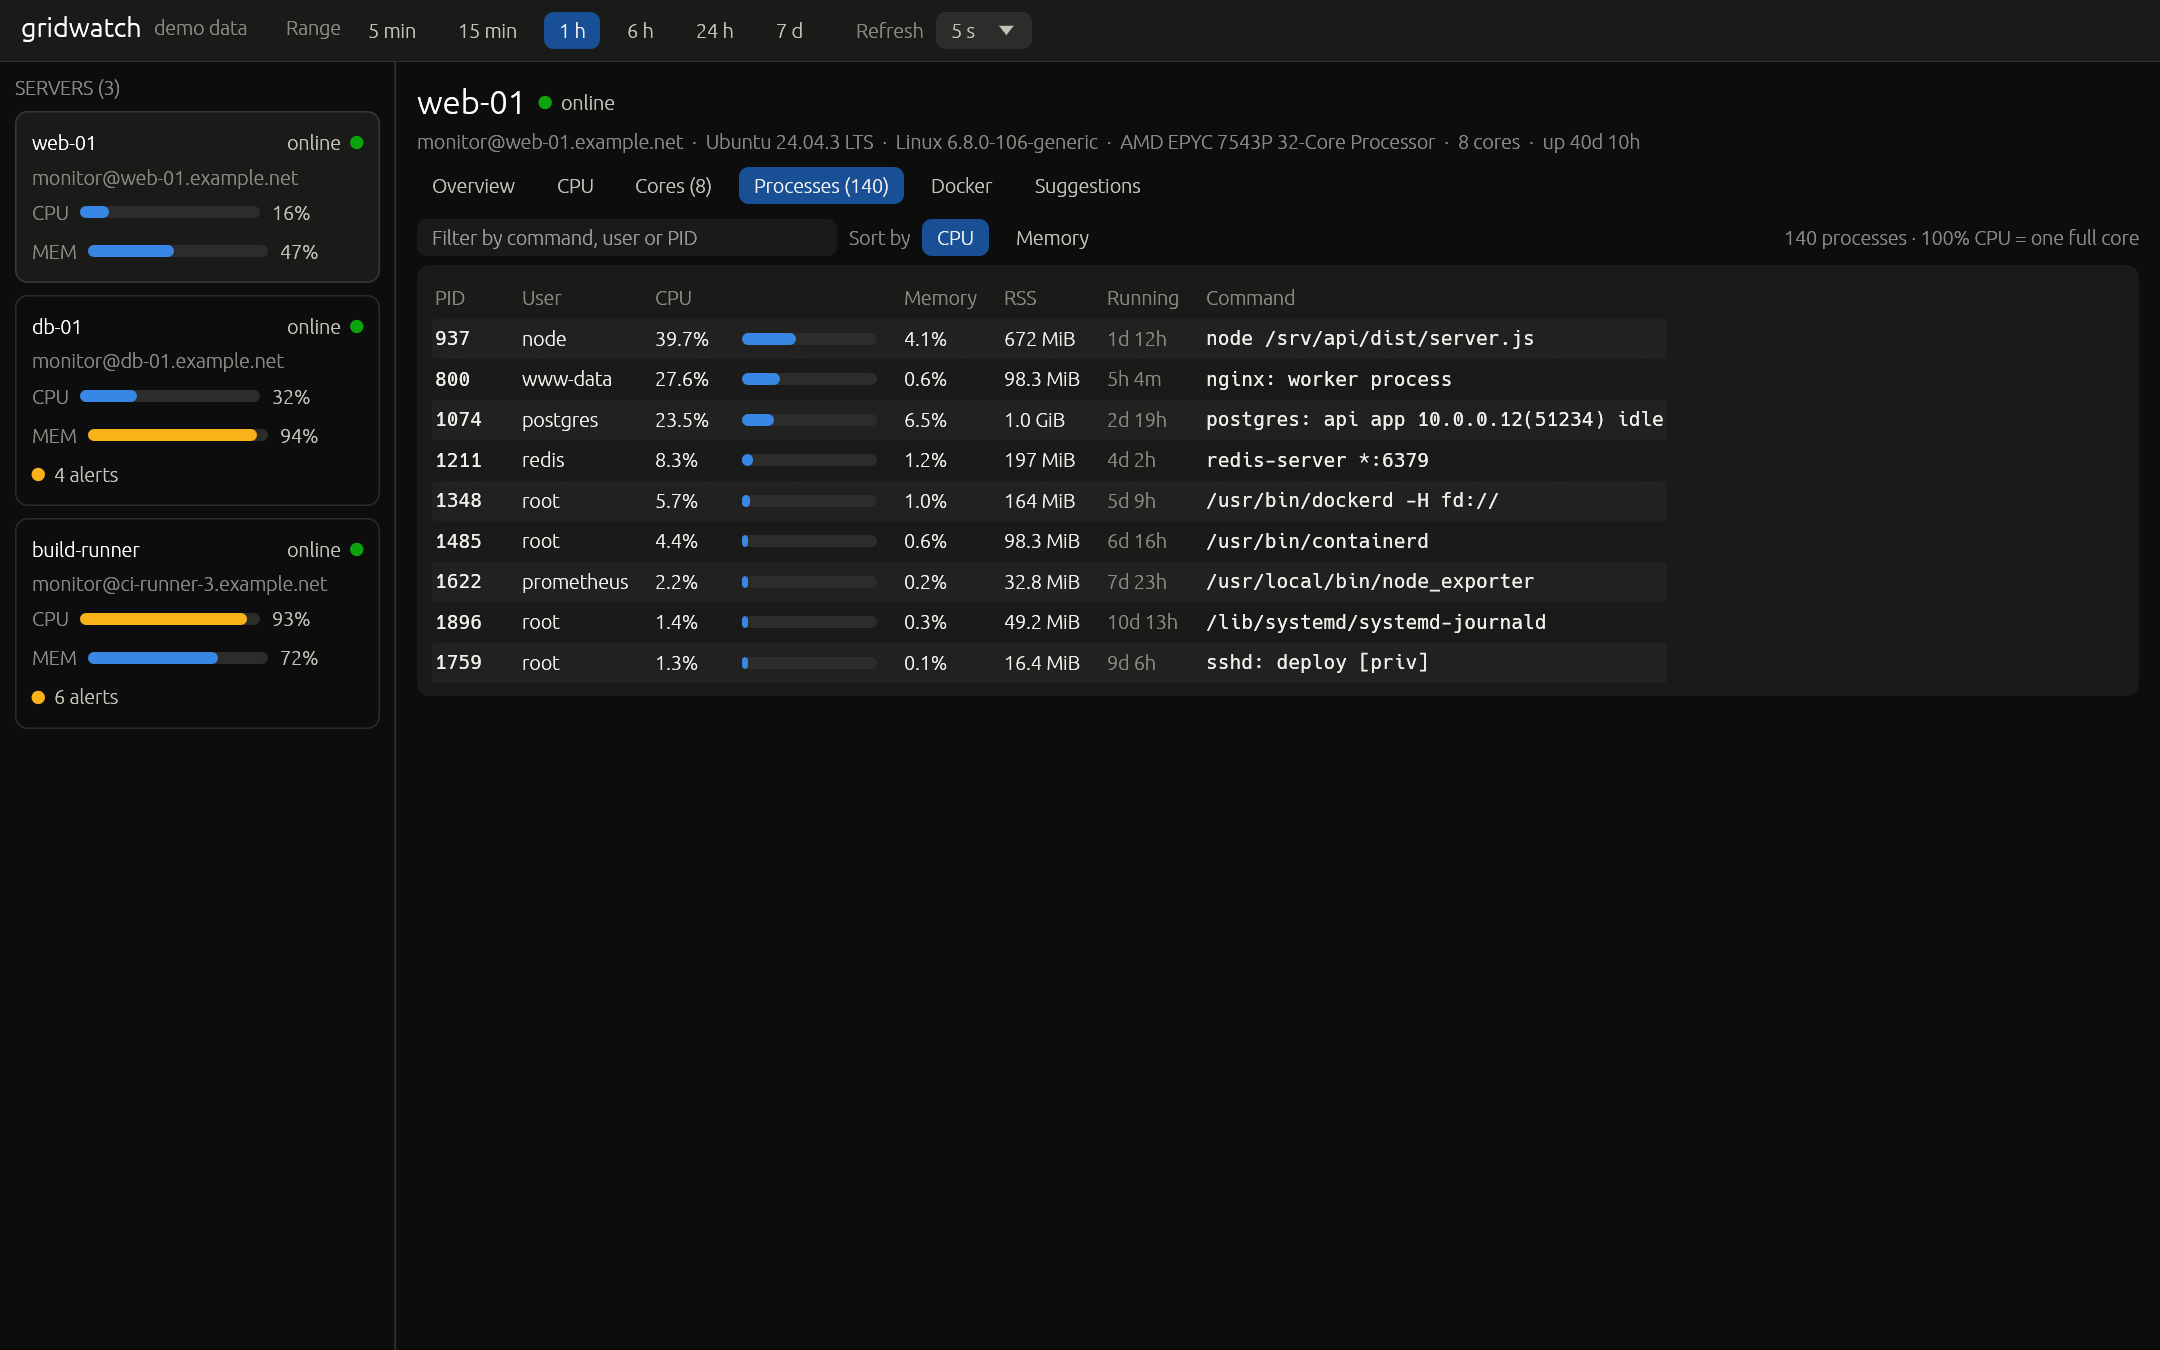 gridwatch demo data Range 5 min 15 min 1 h 6 h 24 h 7 d Refresh 5 s
SERVERS (3)
web-01 online
monitor@web-01.example.net
CPU 16%
MEM 47%
db-01 online
monitor@db-01.example.net
CPU 32%
MEM 94%
4 alerts
build-runner online
monitor@ci-runner-3.example.net
CPU 93%
MEM 72%
6 alerts
web-01 online
monitor@web-01.example.net · Ubuntu 24.04.3 LTS · Linux 6.8.0-106-generic · AMD EPYC 7543P 32-Core Processor · 8 cores · up 40d 10h
Overview CPU Cores (8) Processes (140) Docker Suggestions
Filter by command, user or PID Sort by CPU Memory 140 processes · 100% CPU = one full core
PID User CPU Memory RSS Running Command
937 node 39.7% 4.1% 672 MiB 1d 12h node /srv/api/dist/server.js
800 www-data 27.6% 0.6% 98.3 MiB 5h 4m nginx: worker process
1074 postgres 23.5% 6.5% 1.0 GiB 2d 19h postgres: api app 10.0.0.12(51234) idle
1211 redis 8.3% 1.2% 197 MiB 4d 2h redis-server *:6379
1348 root 5.7% 1.0% 164 MiB 5d 9h /usr/bin/dockerd -H fd://
1485 root 4.4% 0.6% 98.3 MiB 6d 16h /usr/bin/containerd
1622 prometheus 2.2% 0.2% 32.8 MiB 7d 23h /usr/local/bin/node_exporter
1896 root 1.4% 0.3% 49.2 MiB 10d 13h /lib/systemd/systemd-journald
1759 root 1.3% 0.1% 16.4 MiB 9d 6h sshd: deploy [priv]